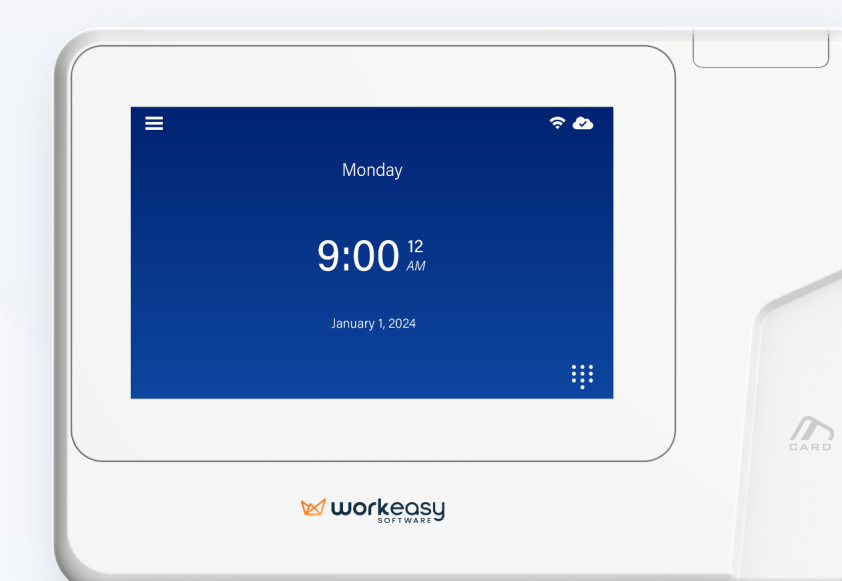 Monday
9:00 12 AM
January 1, 2024
CARD
workeasy
SOFTWARE